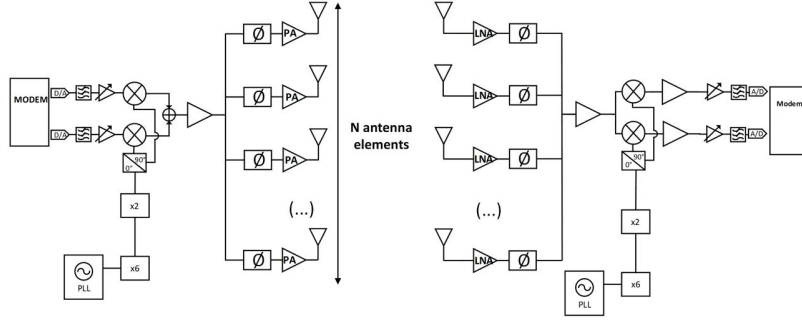 PA
LNA
MODEM
D/A
PA
LNA
A/D
Modem
N antenna
elements
D/A
A/D
0°
90°
PA
LNA
0°
90°
x2
(...)
(...)
x2
PA
LNA
x6
PLL
x6
PLL
Ø
Ø
Ø
Ø
Ø
Ø
Ø
Ø